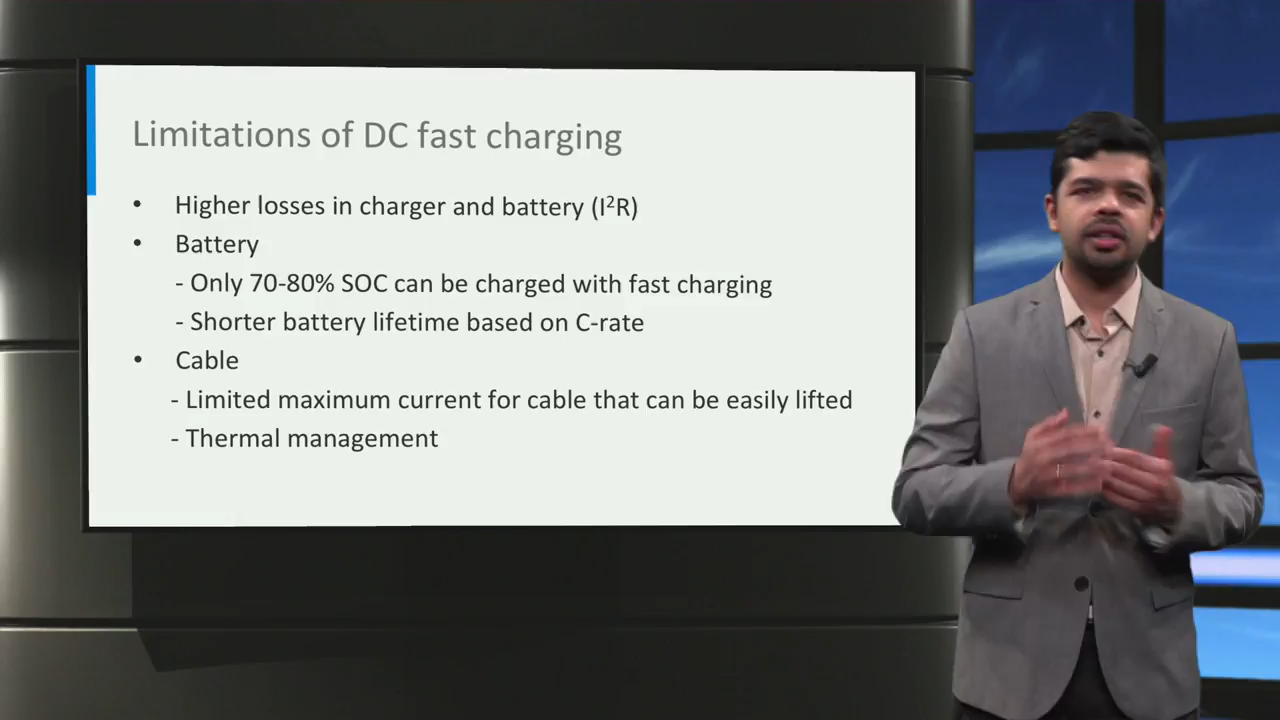 Limitations of DC fast charging
• Higher losses in charger and battery (I²R)
• Battery
- Only 70-80% SOC can be charged with fast charging
- Shorter battery lifetime based on C-rate
• Cable
- Limited maximum current for cable that can be easily lifted
- Thermal management